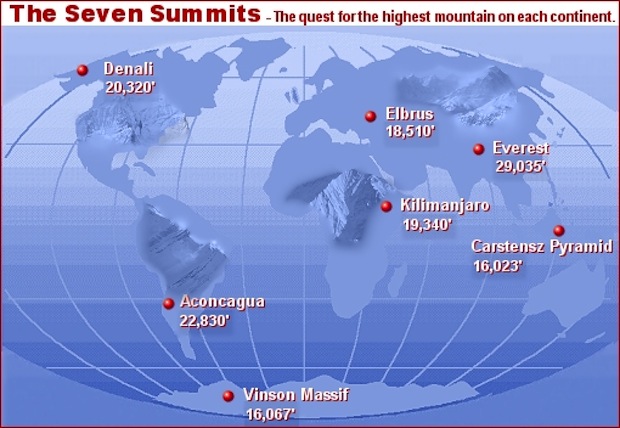 The Seven Summits - The quest for the highest mountain on each continent.
Denali
20,320'
Elbrus
18,510'
Everest
29,035'
Kilimanjaro
19,340'
Carstensz Pyramid
16,023'
Aconcagua
22,830'
Vinson Massif
16,067'